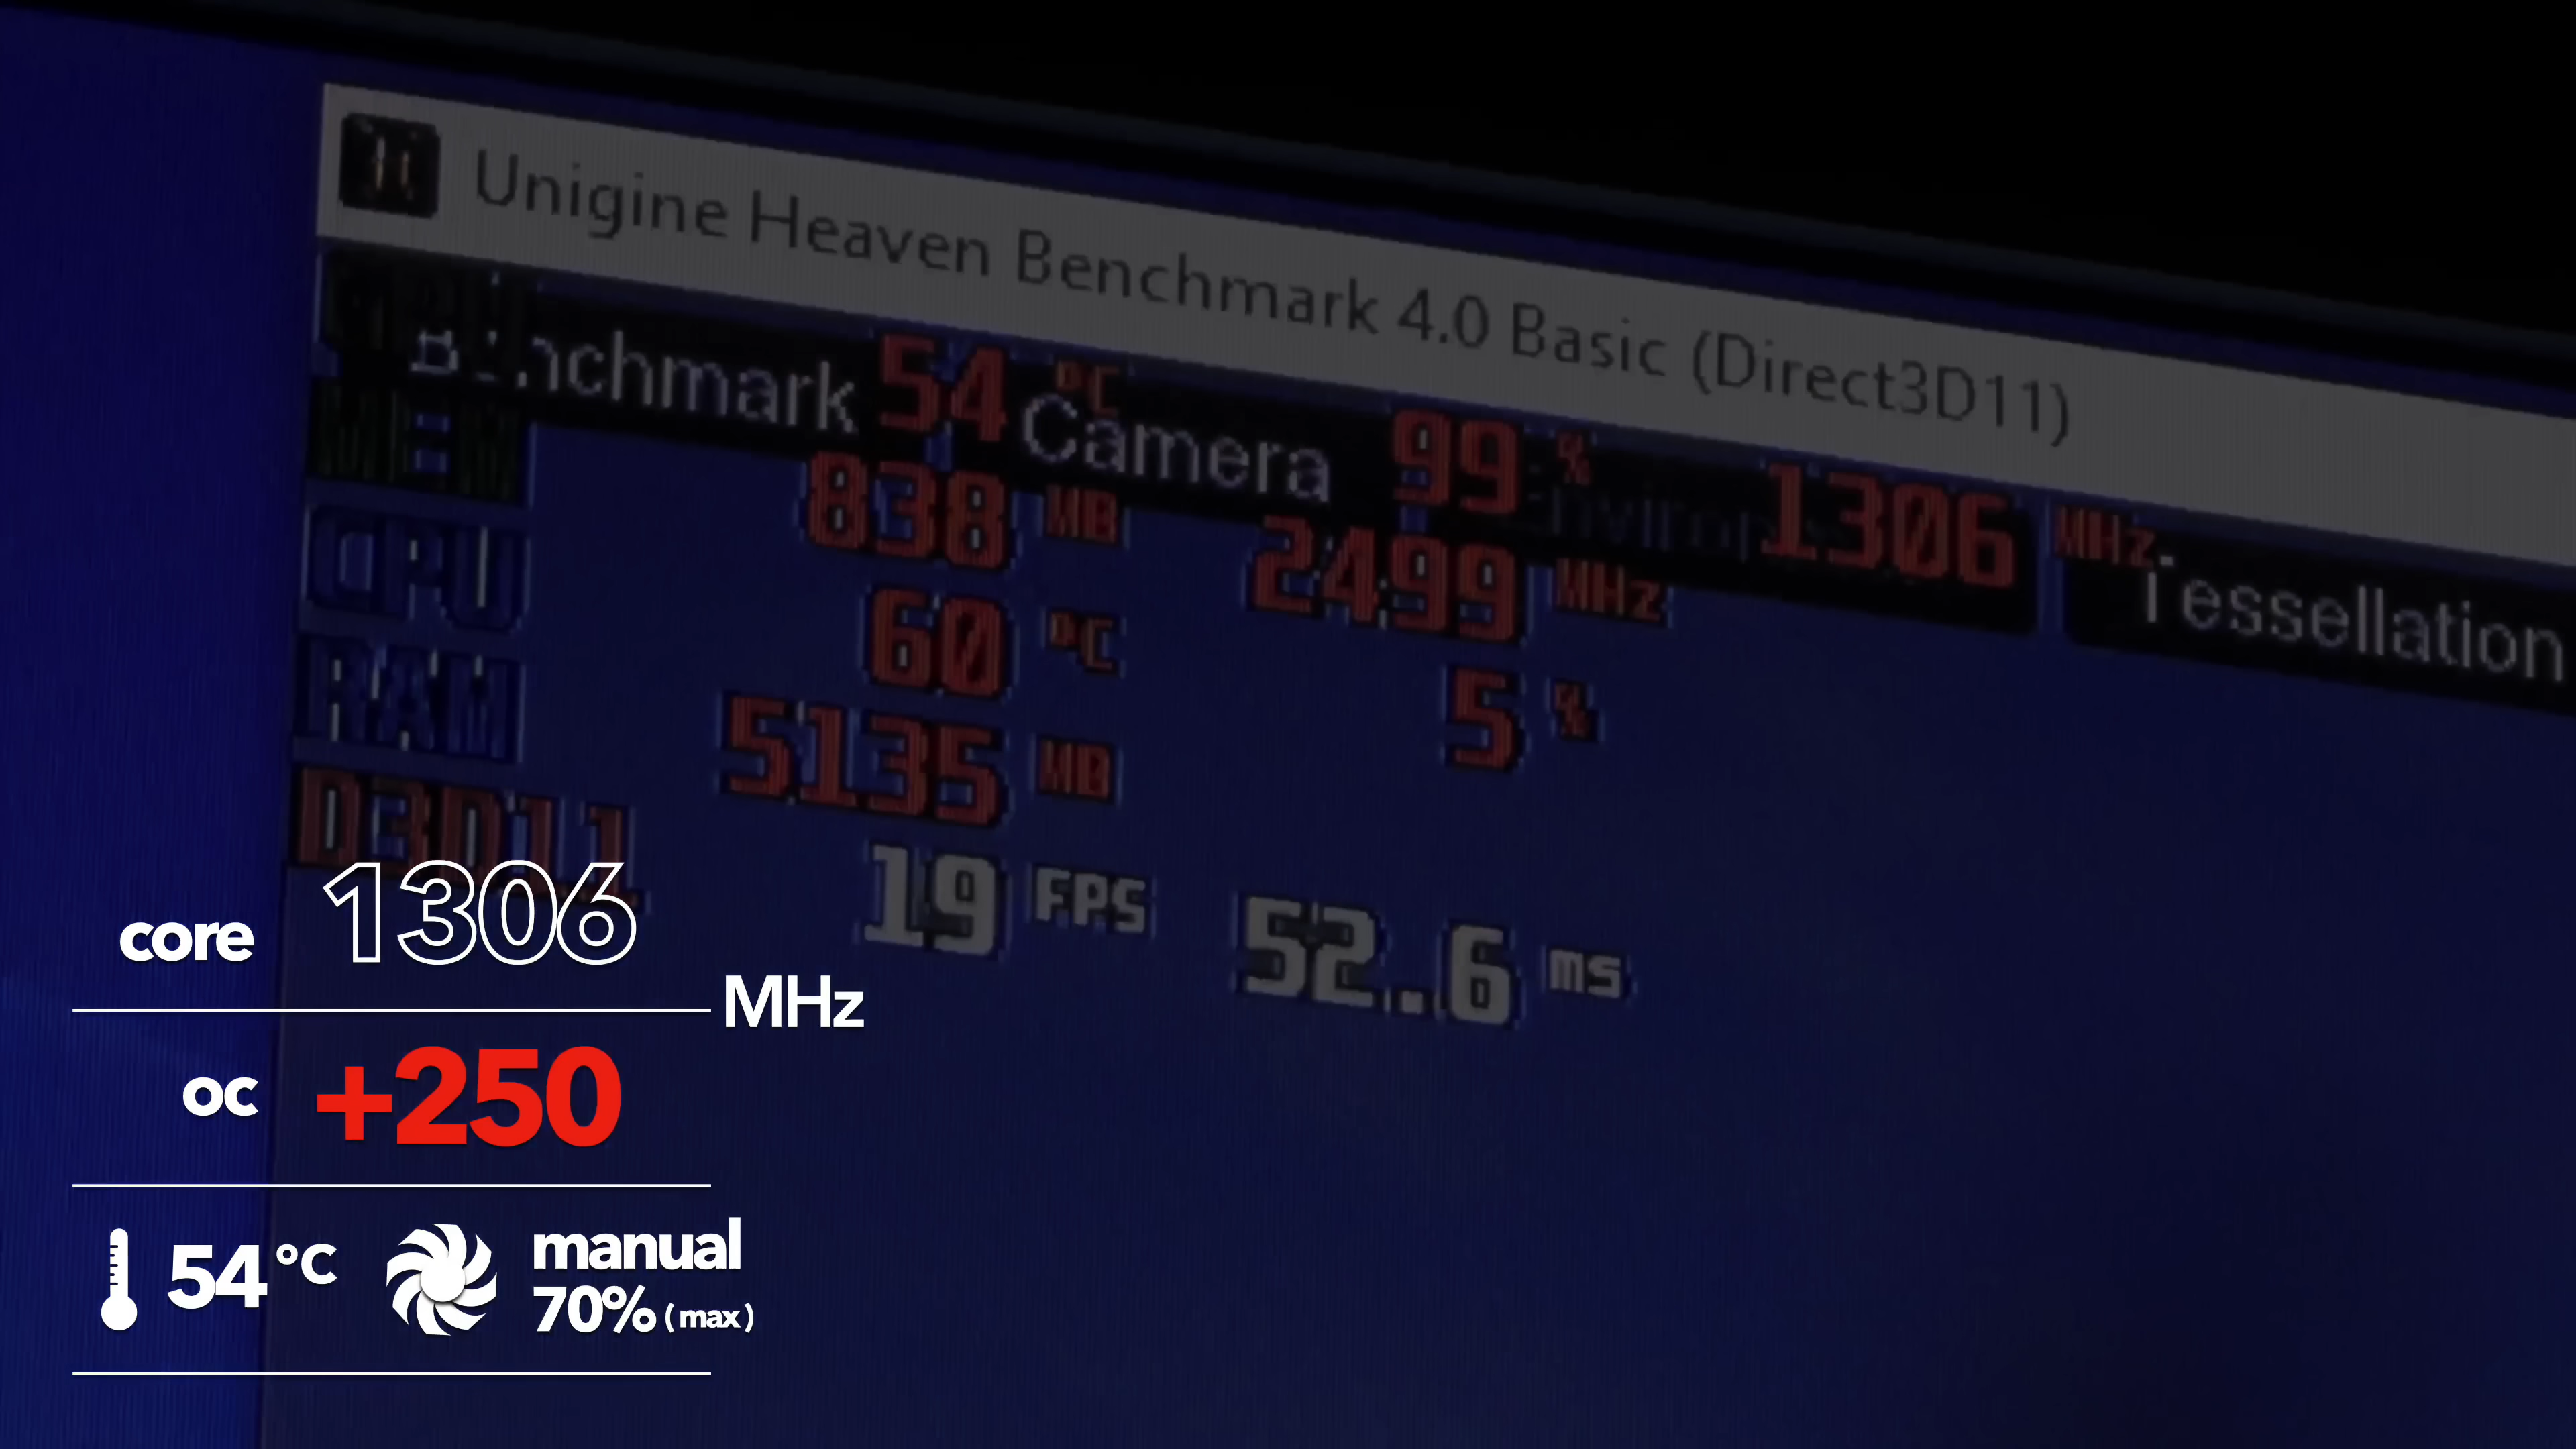 Unigine Heaven Benchmark 4.0 Basic (Direct3D11)
Benchmark 54 °C Camera 99 % 1306 MHz Tessellation
MEM 838 MB 2499 MHz
CPU 60 °C 5 %
RAM 5135 MB
D3D11 19 FPS 52.6 ms
core 1306
MHz
oc +250
54 °C manual
70% (max)